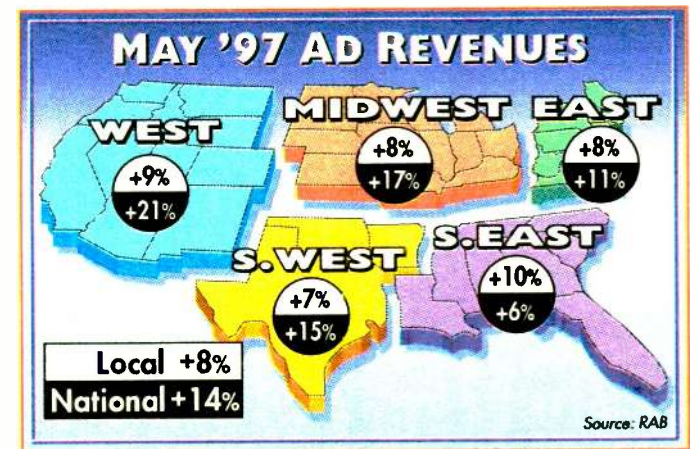 MAY '97 AD REVENUES
WEST
+9%
+21%
MIDWEST
+8%
+17%
EAST
+8%
+11%
S.WEST
+7%
+15%
S.EAST
+10%
+6%
Local +8%
National +14%
Source: RAB